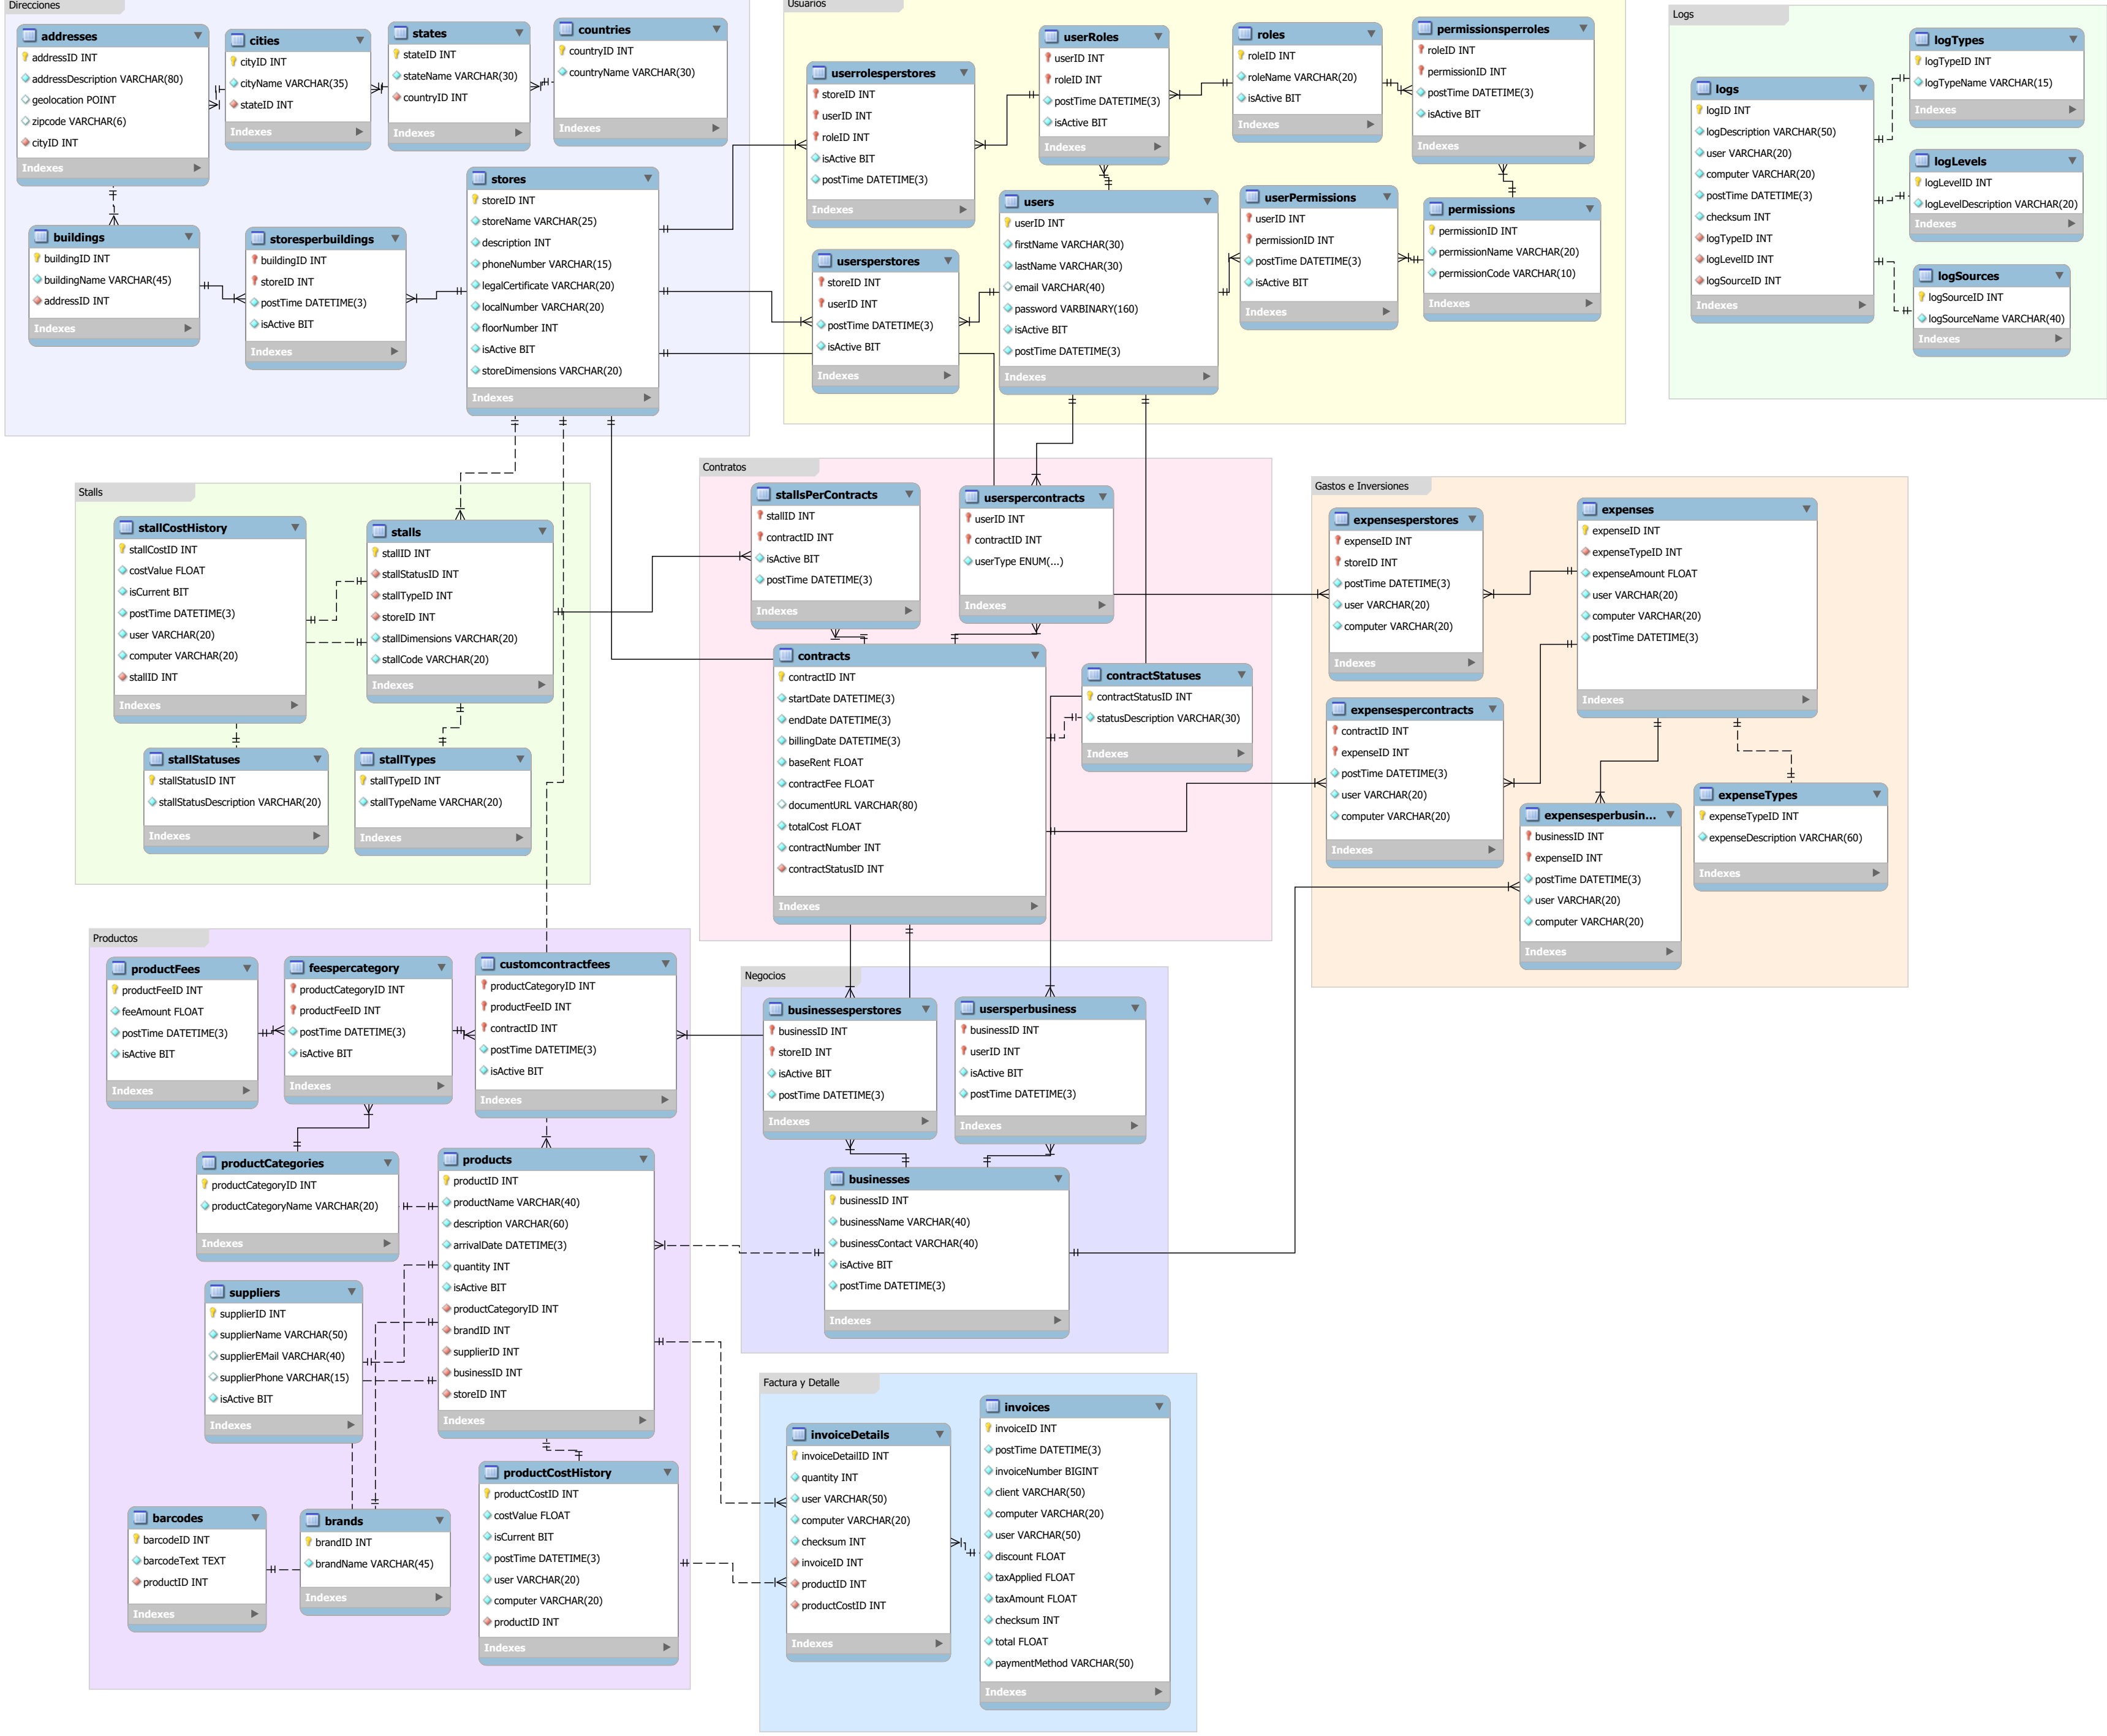 Direcciones
addresses
addressID INT
addressDescription VARCHAR(80)
geolocation POINT
zipcode VARCHAR(6)
cityID INT
Indexes
cities
cityID INT
cityName VARCHAR(35)
stateID INT
Indexes
states
stateID INT
stateName VARCHAR(30)
countryID INT
Indexes
countries
countryID INT
countryName VARCHAR(30)
Indexes
buildings
buildingID INT
buildingName VARCHAR(45)
addressID INT
Indexes
storesperbuildings
buildingID INT
storeID INT
postTime DATETIME(3)
isActive BIT
Indexes
stores
storeID INT
storeName VARCHAR(25)
description INT
phoneNumber VARCHAR(15)
legalCertificate VARCHAR(20)
localNumber VARCHAR(20)
floorNumber INT
isActive BIT
storeDimensions VARCHAR(20)
Indexes
Usuarios
userrolesperstores
storeID INT
userID INT
roleID INT
isActive BIT
postTime DATETIME(3)
Indexes
userRoles
userID INT
roleID INT
postTime DATETIME(3)
isActive BIT
Indexes
roles
roleID INT
roleName VARCHAR(20)
isActive BIT
Indexes
permissionsperroles
roleID INT
permissionID INT
postTime DATETIME(3)
isActive BIT
Indexes
usersperstores
storeID INT
userID INT
postTime DATETIME(3)
isActive BIT
Indexes
users
userID INT
firstName VARCHAR(30)
lastName VARCHAR(30)
email VARCHAR(40)
password VARBINARY(160)
isActive BIT
postTime DATETIME(3)
Indexes
userPermissions
userID INT
permissionID INT
postTime DATETIME(3)
isActive BIT
Indexes
permissions
permissionID INT
permissionName VARCHAR(20)
permissionCode VARCHAR(10)
Indexes
Logs
logs
logID INT
logDescription VARCHAR(50)
user VARCHAR(20)
computer VARCHAR(20)
postTime DATETIME(3)
checksum INT
logTypeID INT
logLevelID INT
logSourceID INT
Indexes
logTypes
logTypeID INT
logTypeName VARCHAR(15)
Indexes
logLevels
logLevelID INT
logLevelDescription VARCHAR(20)
Indexes
logSources
logSourceID INT
logSourceName VARCHAR(40)
Indexes
Stalls
stallCostHistory
stallCostID INT
costValue FLOAT
isCurrent BIT
postTime DATETIME(3)
user VARCHAR(20)
computer VARCHAR(20)
stallID INT
Indexes
stalls
stallID INT
stallStatusID INT
stallTypeID INT
storeID INT
stallDimensions VARCHAR(20)
stallCode VARCHAR(20)
Indexes
stallStatuses
stallStatusID INT
stallStatusDescription VARCHAR(20)
Indexes
stallTypes
stallTypeID INT
stallTypeName VARCHAR(20)
Indexes
Contratos
stallsPerContracts
stallID INT
contractID INT
isActive BIT
postTime DATETIME(3)
Indexes
userspercontracts
userID INT
contractID INT
userType ENUM(...)
Indexes
contracts
contractID INT
startDate DATETIME(3)
endDate DATETIME(3)
billingDate DATETIME(3)
baseRent FLOAT
contractFee FLOAT
documentURL VARCHAR(80)
totalCost FLOAT
contractNumber INT
contractStatusID INT
Indexes
contractStatuses
contractStatusID INT
statusDescription VARCHAR(30)
Indexes
Gastos e Inversiones
expensesperstores
expenseID INT
storeID INT
postTime DATETIME(3)
user VARCHAR(20)
computer VARCHAR(20)
Indexes
expenses
expenseID INT
expenseTypeID INT
expenseAmount FLOAT
user VARCHAR(20)
computer VARCHAR(20)
postTime DATETIME(3)
Indexes
expensespercontracts
contractID INT
expenseID INT
postTime DATETIME(3)
user VARCHAR(20)
computer VARCHAR(20)
Indexes
expensesperbusin...
businessID INT
expenseID INT
postTime DATETIME(3)
user VARCHAR(20)
computer VARCHAR(20)
Indexes
expenseTypes
expenseTypeID INT
expenseDescription VARCHAR(60)
Indexes
Productos
productFees
productFeeID INT
feeAmount FLOAT
postTime DATETIME(3)
isActive BIT
Indexes
feespercategory
productCategoryID INT
productFeeID INT
postTime DATETIME(3)
isActive BIT
Indexes
customcontractfees
productCategoryID INT
productFeeID INT
contractID INT
postTime DATETIME(3)
isActive BIT
Indexes
productCategories
productCategoryID INT
productCategoryName VARCHAR(20)
Indexes
products
productID INT
productName VARCHAR(40)
description VARCHAR(60)
arrivalDate DATETIME(3)
quantity INT
isActive BIT
productCategoryID INT
brandID INT
supplierID INT
businessID INT
storeID INT
Indexes
suppliers
supplierID INT
supplierName VARCHAR(50)
supplierEMail VARCHAR(40)
supplierPhone VARCHAR(15)
isActive BIT
Indexes
barcodes
barcodeID INT
barcodeText TEXT
productID INT
Indexes
brands
brandID INT
brandName VARCHAR(45)
Indexes
productCostHistory
productCostID INT
costValue FLOAT
isCurrent BIT
postTime DATETIME(3)
user VARCHAR(20)
computer VARCHAR(20)
productID INT
Indexes
Negocios
businessesperstores
businessID INT
storeID INT
isActive BIT
postTime DATETIME(3)
Indexes
usersperbusiness
businessID INT
userID INT
isActive BIT
postTime DATETIME(3)
Indexes
businesses
businessID INT
businessName VARCHAR(40)
businessContact VARCHAR(40)
isActive BIT
postTime DATETIME(3)
Indexes
Factura y Detalle
invoiceDetails
invoiceDetailID INT
quantity INT
user VARCHAR(50)
computer VARCHAR(20)
checksum INT
invoiceID INT
productID INT
productCostID INT
Indexes
invoices
invoiceID INT
postTime DATETIME(3)
invoiceNumber BIGINT
client VARCHAR(50)
computer VARCHAR(20)
user VARCHAR(50)
discount FLOAT
taxApplied FLOAT
taxAmount FLOAT
checksum INT
total FLOAT
paymentMethod VARCHAR(50)
Indexes